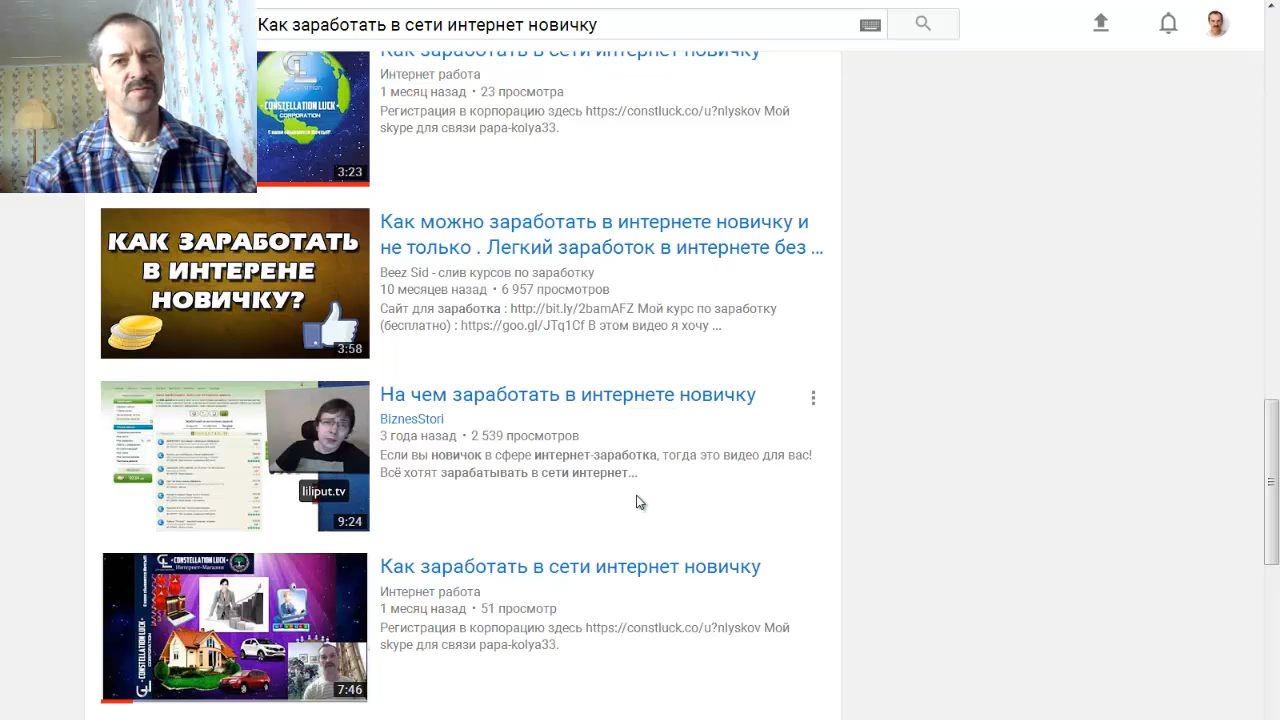 Как заработать в сети интернет новичку
Как заработать в сети интернет новичку
Интернет работа
1 месяц назад • 23 просмотра
Регистрация в корпорацию здесь https://constluck.co/u?nlyskov Мой
skype для связи papa-kolya33.
CONSTELLATION LUCK
CORPORATION
3:23
Как можно заработать в интернете новичку и
не только . Легкий заработок в интернете без ...
Beez Sid - слив курсов по заработку
10 месяцев назад • 6 957 просмотров
Сайт для заработка : http://bit.ly/2bamAFZ Мой курс по заработку
(бесплатно) : https://goo.gl/JTq1Cf В этом видео я хочу ...
КАК ЗАРАБОТАТЬ
В ИНТЕРЕНЕ
НОВИЧКУ?
3:58
На чем заработать в интернете новичку
BiznesStori
3 года назад • 2 539 просмотров
Если вы новичок в сфере интернет-заработка, тогда это видео для вас!
Все хотят зарабатывать в сети интернет
liliput.tv
9:24
Как заработать в сети интернет новичку
Интернет работа
1 месяц назад • 51 просмотр
Регистрация в корпорацию здесь https://constluck.co/u?nlyskov Мой
skype для связи papa-kolya33.
CONSTELLATION LUCK
Интернет-Магазин
CONSTELLATION LUCK
CORPORATION
7:46